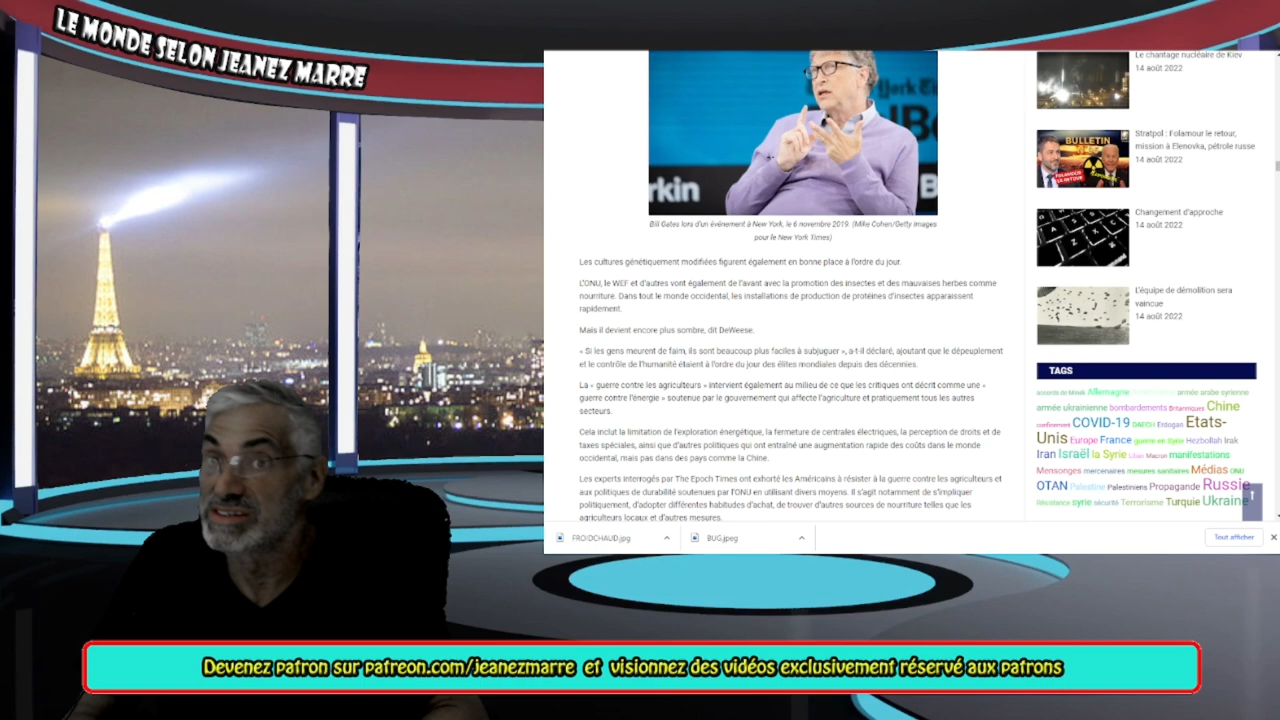 LE MONDE SELON JEANEZ MARRE
rkin
B
Bill Gates lors d'un événement à New York, le 6 novembre 2019. (Mike Cohen/Getty Images
pour le New York Times)
Les cultures génétiquement modifiées figurent également en bonne place à l'ordre du jour.
L'ONU, le WEF et d'autres vont également de l'avant avec la promotion des insectes et des mauvaises herbes comme
nourriture. Dans tout le monde occidental, les installations de production de protéines d'insectes apparaissent
rapidement.
Mais il devient encore plus sombre, dit DeWeese.
« Si les gens meurent de faim, ils sont beaucoup plus faciles à subjuguer », a-t-il déclaré, ajoutant que le dépeuplement
et le contrôle de l'humanité étaient à l'ordre du jour des élites mondiales depuis des décennies.
La « guerre contre les agriculteurs » intervient également au milieu de ce que les critiques ont décrit comme une «
guerre contre l'énergie » soutenue par le gouvernement qui affecte l'agriculture et pratiquement tous les autres
secteurs.
Cela inclut la limitation de l'exploration énergétique, la fermeture de centrales électriques, la perception de droits et de
taxes spéciales, ainsi que d'autres politiques qui ont entraîné une augmentation rapide des coûts dans le monde
occidental, mais pas dans des pays comme la Chine.
Les experts interrogés par The Epoch Times ont exhorté les Américains à résister à la guerre contre les agriculteurs et
aux politiques de durabilité soutenues par l'ONU en utilisant divers moyens. Il s'agit notamment de s'impliquer
politiquement, d'adopter différentes habitudes d'achat, de trouver d'autres sources de nourriture telles que les
agriculteurs locaux et d'autres mesures.
Le chantage nucléaire de Kiev
14 août 2022
BULLETIN
Stratpol : Folamour le retour,
mission à Elenovka, pétrole russe
14 août 2022
Changement d'approche
14 août 2022
L'équipe de démolition sera
vaincue
14 août 2022
TAGS
accords de Minsk Allemagne armée arabe syrienne
armée ukrainienne bombardements Britanniques Chine
confinement COVID-19 DAECH Erdogan Etats-
Unis Europe France guerre en Syrie Hezbollah Irak
Iran Israël la Syrie Liban Macron manifestations
Mensonges mercenaires mesures sanitaires Médias ONU
OTAN Palestine Palestiniens Propagande Russie
Résistance syrie sécurité Terrorisme Turquie Ukraine
FROIDCHAUD.jpg
BUG.jpeg
Tout afficher
Devenez patron sur patreon.com/jeanezmarre et visionnez des vidéos exclusivement réservé aux patrons